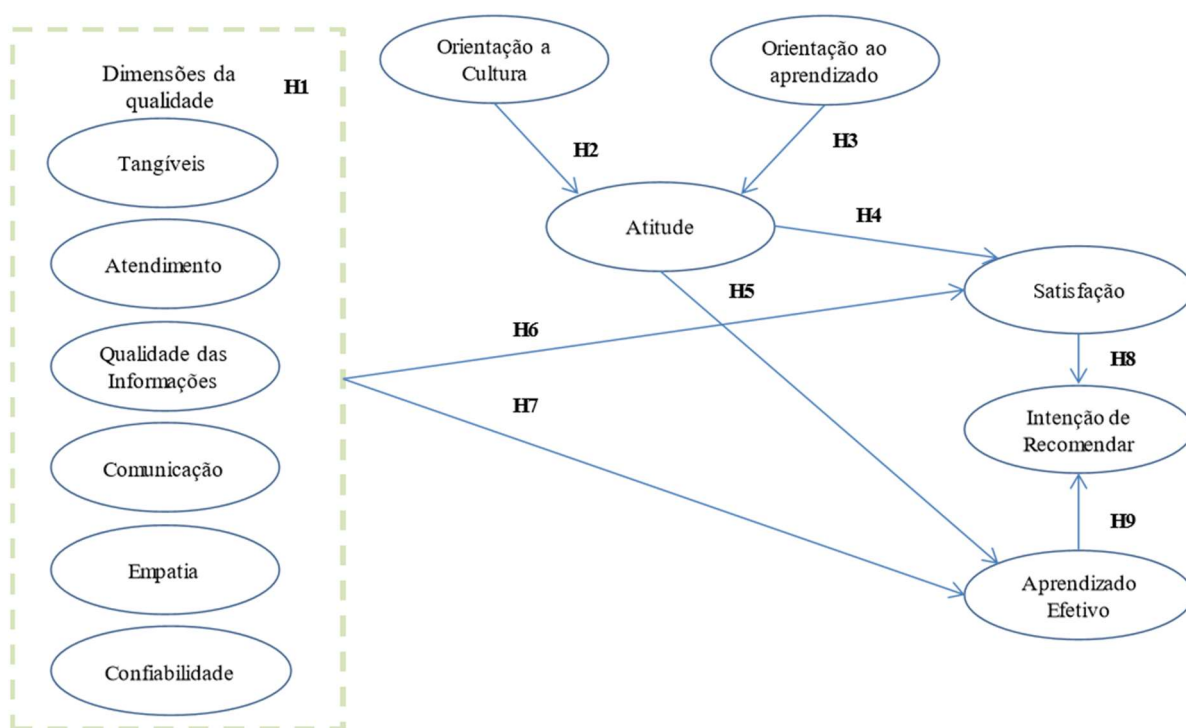 Dimensões da
qualidade
H1
Tangíveis
Atendimento
Qualidade das
Informações
Comunicação
Empatia
Confiabilidade
Orientação a
Cultura
Orientação ao
aprendizado
H2
H3
Atitude
H4
H5
H6
H7
Satisfação
H8
Intenção de
Recomendar
H9
Aprendizado
Efetivo